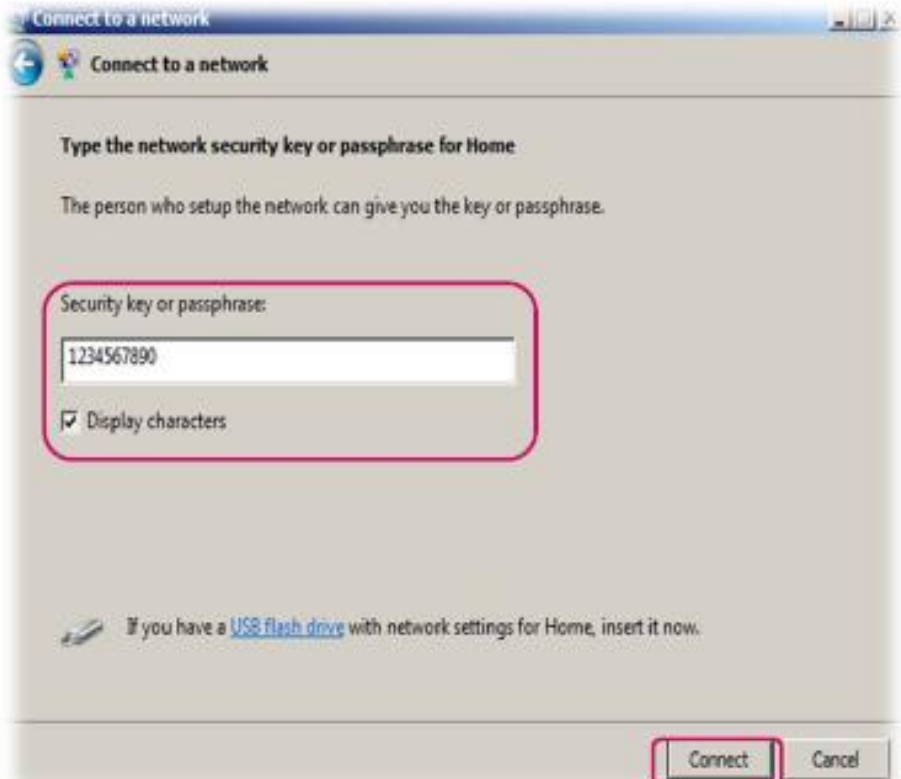 Connect to a network
Connect to a network
Type the network security key or passphrase for Home
The person who setup the network can give you the key or passphrase.
Security key or passphrase:
1234567890
Display characters
If you have a USB flash drive with network settings for Home, insert it now.
Connect Cancel